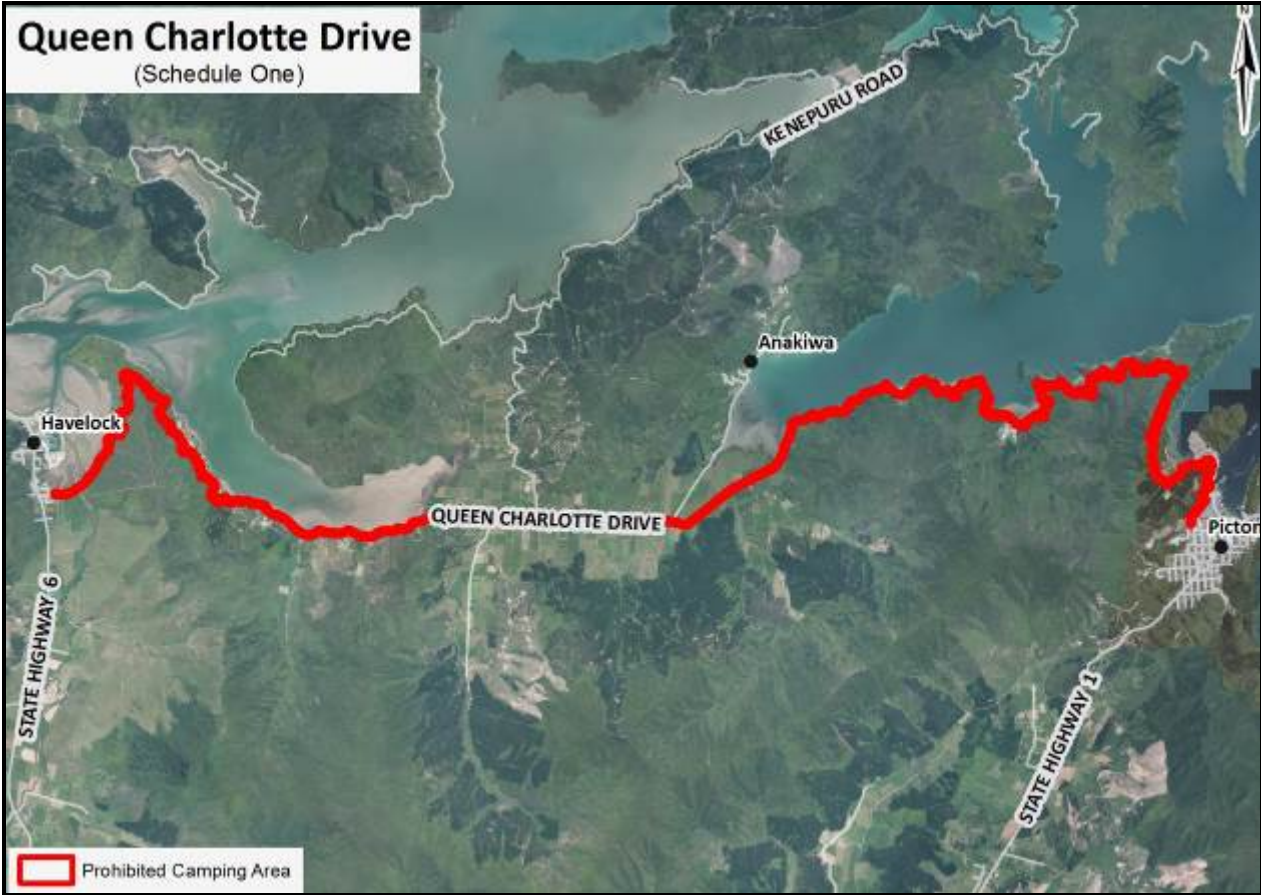 Queen Charlotte Drive
(Schedule One)
N
KENEPURU ROAD
Anakiwa
Havelock
QUEEN CHARLOTTE DRIVE
Picton
STATE HIGHWAY 6
STATE HIGHWAY 1
Prohibited Camping Area